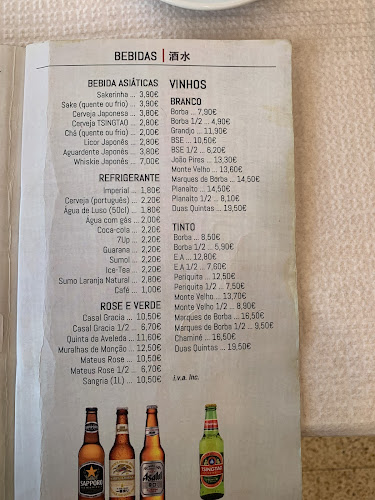 BEBIDAS | 酒水
BEBIDA ASIÁTICAS
Sakerinha ... 3,90€
Sake (quente ou frio) ... 3,90€
Cerveja Japonesa ... 3,80€
Cerveja TSINGTAO ... 2,80€
Chá (quente ou frio) ... 2,00€
Licor Japonês ... 2,80€
Aguardente Japonês ... 3,80€
Whiskie Japonês ... 7,00€
REFRIGERANTE
Imperial ... 1,80€
Cerveja (português) ... 2,20€
Água de Luso (50cl) ... 1,80€
Água com gás ... 2,00€
Coca-cola ... 2,20€
7Up ... 2,20€
Guarana ... 2,20€
Sumol ... 2,20€
Ice-Tea ... 2,20€
Sumo Laranja Natural ... 2,80€
Café ... 1,00€
ROSE E VERDE
Casal Gracia ... 10,50€
Casal Gracia 1/2 ... 6,70€
Quinta da Aveleda ... 11,60€
Muralhas de Monção ... 12,50€
Mateus Rose ... 10,50€
Mateus Rose 1/2 ... 6,70€
Sangria (1L) ... 10,50€
VINHOS
BRANCO
Borba ... 7,90€
Borba 1/2 ... 4,90€
Grandjo ... 11,90€
BSE ... 10,50€
BSE 1/2 ... 6,20€
João Pires ... 13,30€
Monte Velho ... 13,60€
Marques de Borba ... 14,50€
Planalto ... 14,50€
Planalto 1/2 ... 8,10€
Duas Quintas ... 19,50€
TINTO
Borba ... 8,50€
Borba 1/2 ... 5,90€
E.A ... 12,80€
E.A 1/2 ... 7,60€
Periquita ... 12,50€
Periquita 1/2 ... 7,50€
Monte Velho ... 13,70€
Monte Velho 1/2 ... 8,90€
Marques de Borba ... 16,50€
Marques de Borba 1/2 ... 9,50€
Chaminé ... 16,50€
Duas Quintas ... 19,50€
i.v.a. Inc.
SAPPORO
Asahi
TSINGTAO